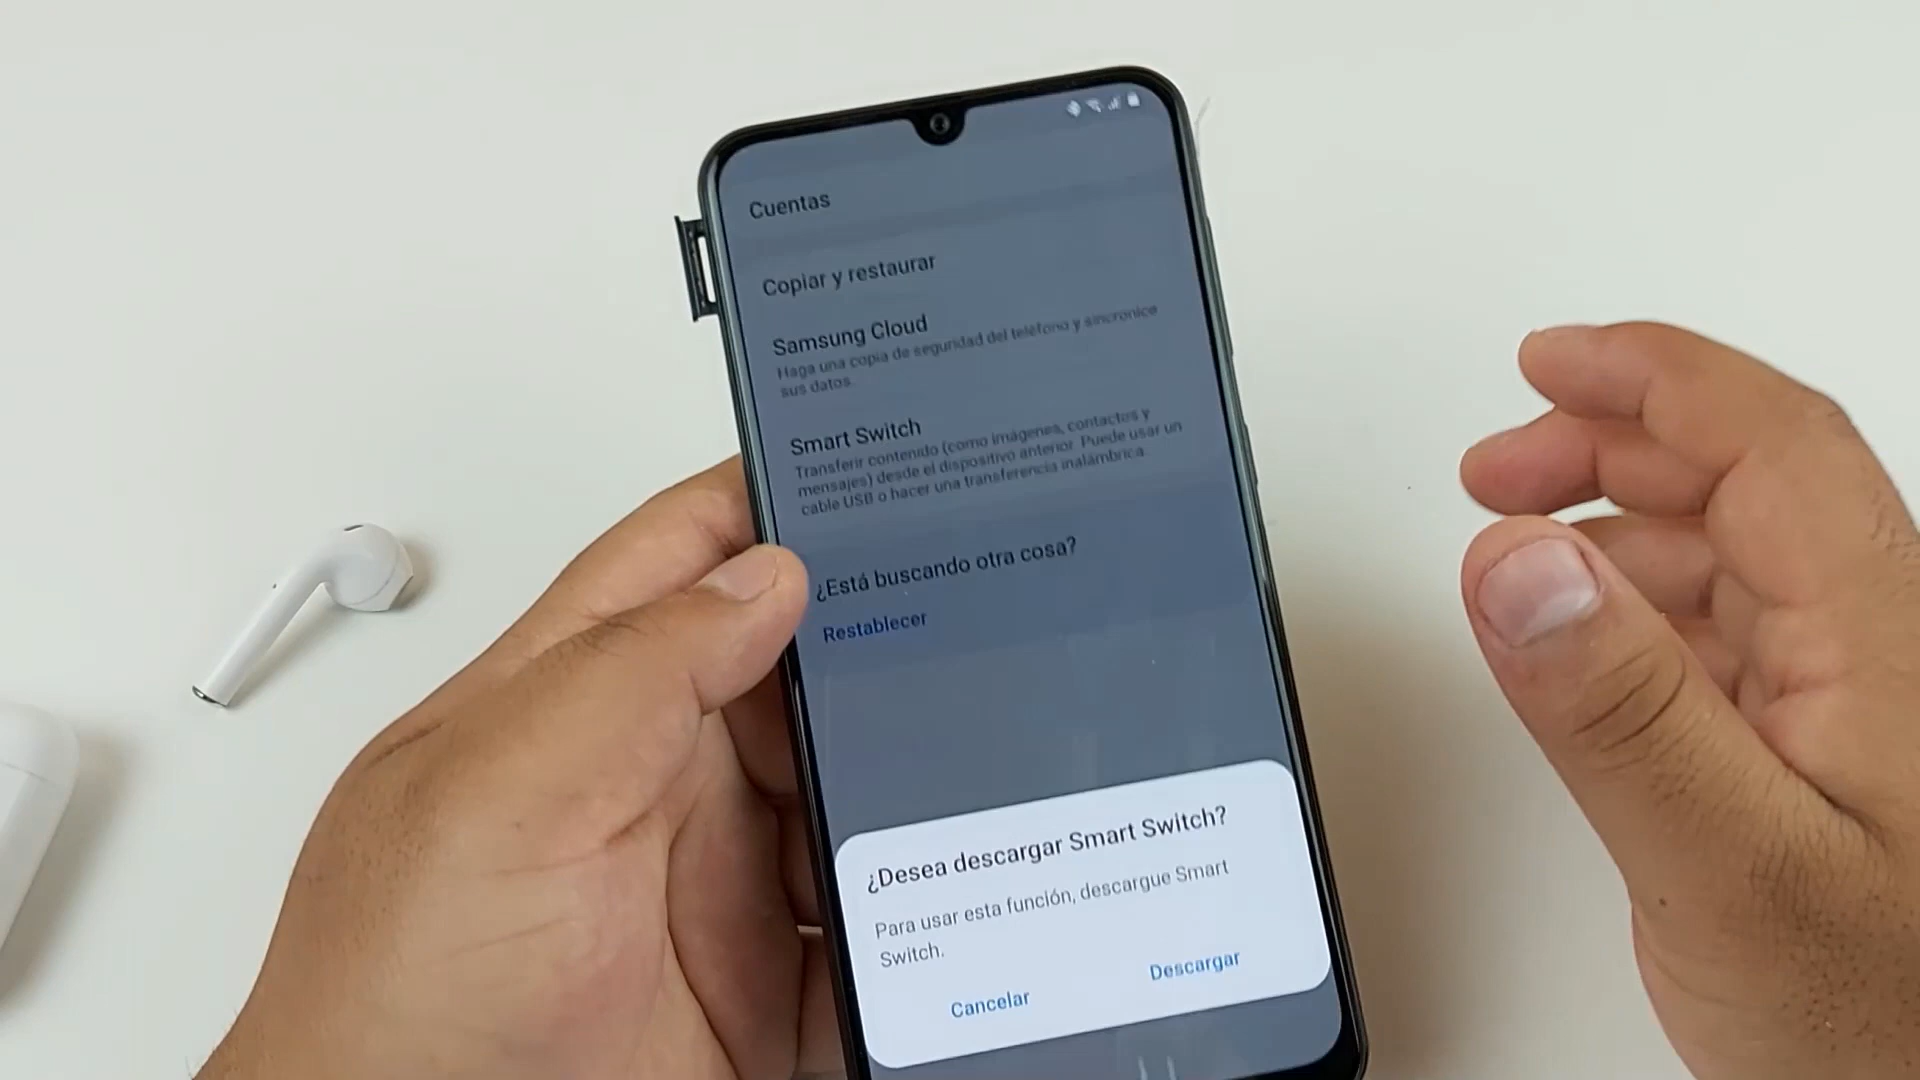 Cuentas
Copiar y restaurar
Samsung Cloud
Haga una copia de seguridad del teléfono y sincronice
sus datos.
Smart Switch
Transferir contenido (como imágenes, contactos y
mensajes) desde el dispositivo anterior. Puede usar un
cable USB o hacer una transferencia inalámbrica.
¿Está buscando otra cosa?
Restablecer
¿Desea descargar Smart Switch?
Para usar esta función, descargue Smart
Switch.
Cancelar
Descargar